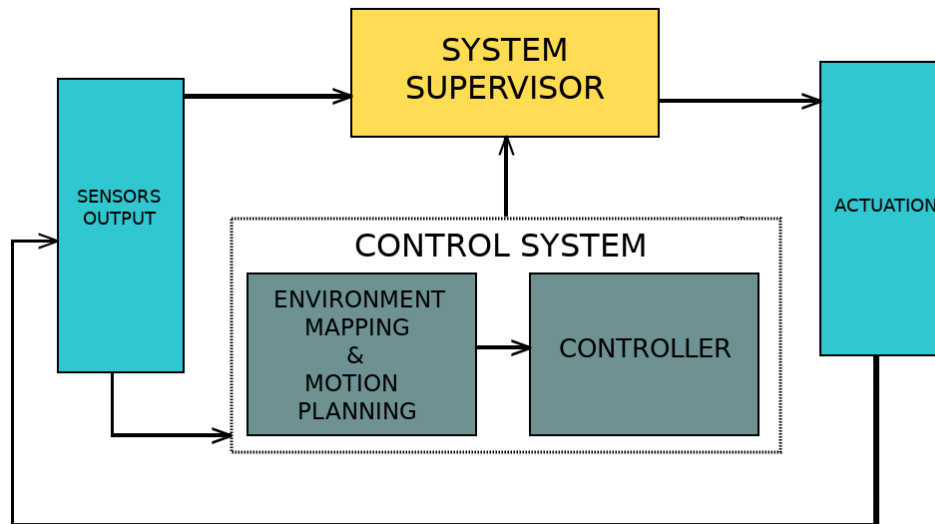 SYSTEM
SUPERVISOR
SENSORS
OUTPUT
ACTUATION
CONTROL SYSTEM
ENVIRONMENT
MAPPING
&
MOTION
PLANNING
CONTROLLER